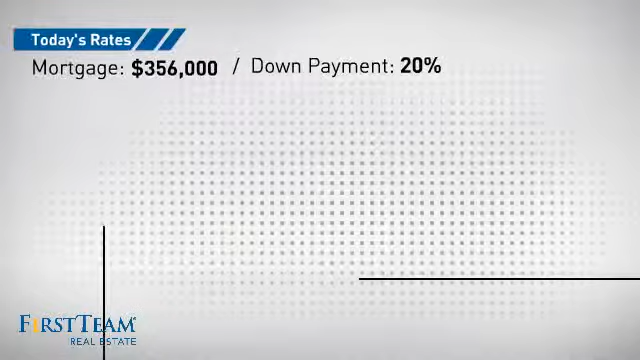 Today's Rates
Mortgage: $356,000 / Down Payment: 20%
FIRSTTEAM®
REAL ESTATE